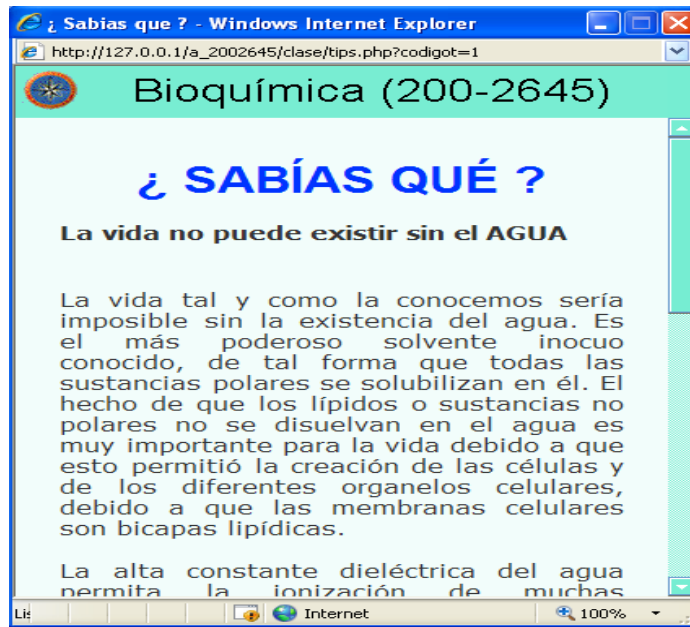 ¿ Sabias que ? - Windows Internet Explorer
http://127.0.0.1/a_2002645/clase/tips.php?codigot=1
Bioquímica (200-2645)
¿ SABÍAS QUÉ ?
La vida no puede existir sin el AGUA
La vida tal y como la conocemos sería
imposible sin la existencia del agua. Es
el más poderoso solvente inocuo
conocido, de tal forma que todas las
sustancias polares se solubilizan en él. El
hecho de que los lípidos o sustancias no
polares no se disuelvan en el agua es
muy importante para la vida debido a que
esto permitió la creación de las células y
de los diferentes organelos celulares,
debido a que las membranas celulares
son bicapas lipídicas.
La alta constante dieléctrica del agua
permita la ionización de muchas
Internet 100%